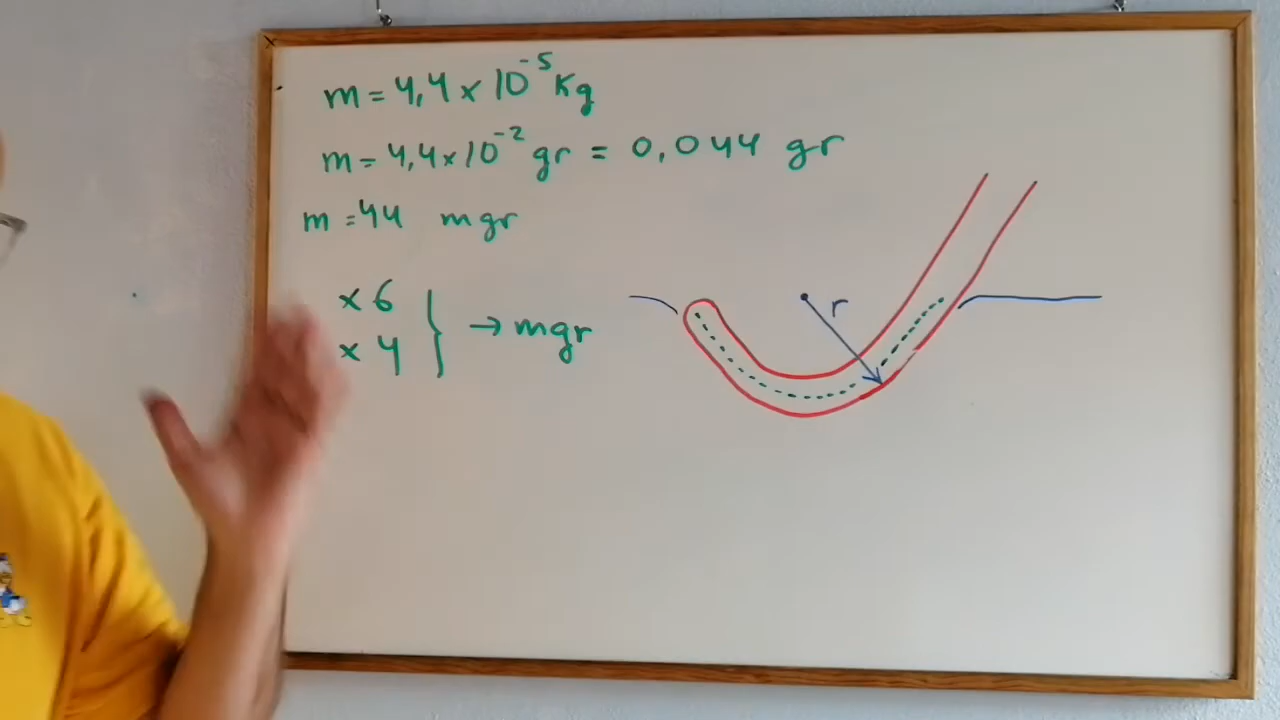 m = 4,4 x 10⁻⁵ Kg
m = 4,4 x 10⁻² gr = 0,044 gr
m = 44 mgr
x 6
x 4 } → mgr
r